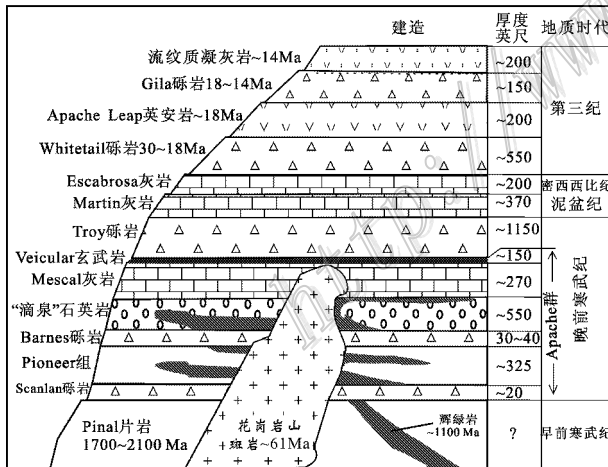 建造 厚度 地质时代
英尺
流纹质凝灰岩~14Ma ~200
Gila砾岩18~14Ma ~150
Apache Leap英安岩~18Ma ~200 第三纪
Whitetail砾岩30~18Ma ~550
Escabrosa灰岩 ~200 密西西比纪
Martin灰岩 ~370 泥盆纪
Troy砾岩 ~1150
Veicular玄武岩 ~150
Mescal灰岩 ~270
“滴泉”石英岩 ~550
Barnes砾岩 30~40
Pioneer组 ~325
Scanlan砾岩 ~20
Apache群
晚前寒武纪
Pinal片岩
1700~2100 Ma
花岗岩山
斑岩~61Ma
辉绿岩
~1100 Ma
? 早前寒武纪
http://www